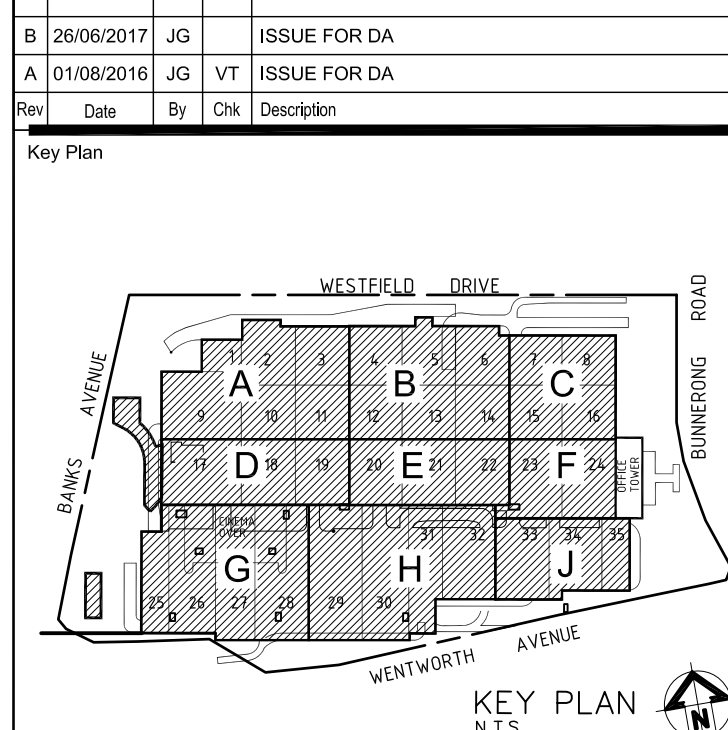 B 26/06/2017 JG ISSUE FOR DA
A 01/08/2016 JG VT ISSUE FOR DA
Rev Date By Chk Description
Key Plan
WESTFIELD DRIVE
BUNNERONG ROAD
BANKS AVENUE
1 2 3 4 5 6 7 8
A B C
9 10 11 12 13 14 15 16
D E F
17 18 19 20 21 22 23 24
OFFICE
TOWER
CINEMA
OVER
31 32 33 34 35
G H J
25 26 27 28 29 30
WENTWORTH AVENUE
KEY PLAN
N.T.S.
N